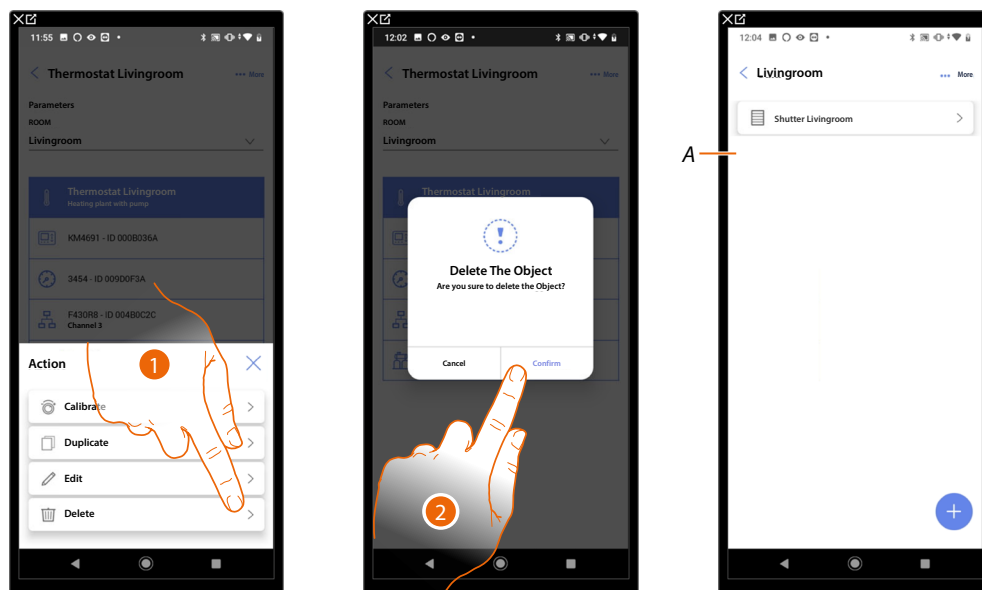 11:55
Thermostat Livingroom
More
Parameters
ROOM
Livingroom
Thermostat Livingroom
Heating plant with pump
KM4691 - ID 000B036A
3454 - ID 009D0F3A
F430R8 - ID 004B0C2C
Channel 3
Action
1
Calibrate
Duplicate
Edit
Delete
12:02
Thermostat Livingroom
More
Parameters
ROOM
Livingroom
Thermostat Livingroom
Delete The Object
Are you sure to delete the Object?
Cancel
Confirm
2
12:04
Livingroom
More
Shutter Livingroom
A